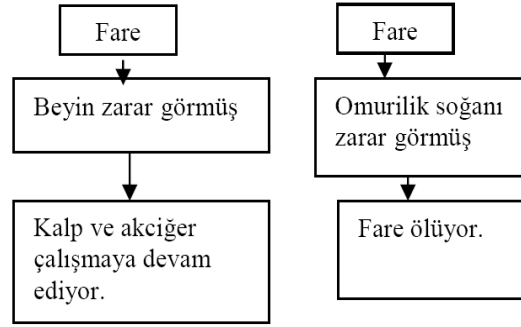 Fare
Beyin zarar görmüş
Kalp ve akciğer
çalışmaya devam
ediyor.
Fare
Omurilik soğanı
zarar görmüş
Fare ölüyor.